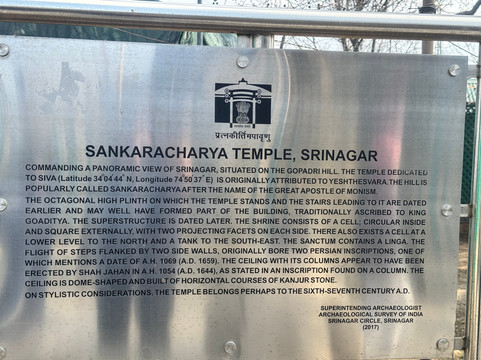 प्रत्नकीर्तिमपावृणु
SANKARACHARYA TEMPLE, SRINAGAR
COMMANDING A PANORAMIC VIEW OF SRINAGAR, SITUATED ON THE GOPADRI HILL. THE TEMPLE DEDICATED
TO SIVA (Latitude 34°04'44" N, Longitude 74°50'37" E) IS ORIGINALLY ATTRIBUTED TO YESHTHESVARA. THE HILL IS
POPULARLY CALLED SANKARACHARYA AFTER THE NAME OF THE GREAT APOSTLE OF MONISM.
THE OCTAGONAL HIGH PLINTH ON WHICH THE TEMPLE STANDS AND THE STAIRS LEADING TO IT ARE DATED
EARLIER AND MAY WELL HAVE FORMED PART OF THE BUILDING, TRADITIONALLY ASCRIBED TO KING
GOADITYA. THE SUPERSTRUCTURE IS DATED LATER. THE SHRINE CONSISTS OF A CELL; CIRCULAR INSIDE
AND SQUARE EXTERNALLY, WITH TWO PROJECTING FACETS ON EACH SIDE. THERE ALSO EXISTS A CELL AT A
LOWER LEVEL TO THE NORTH AND A TANK TO THE SOUTH-EAST. THE SANCTUM CONTAINS A LINGA. THE
FLIGHT OF STEPS FLANKED BY TWO SIDE WALLS, ORIGINALLY BORE TWO PERSIAN INSCRIPTIONS, ONE OF
WHICH MENTIONS A DATE OF A.H. 1069 (A.D. 1659). THE CEILING WITH ITS COLUMNS APPEAR TO HAVE BEEN
ERECTED BY SHAH JAHAN IN A.H. 1054 (A.D. 1644), AS STATED IN AN INSCRIPTION FOUND ON A COLUMN. THE
CEILING IS DOME-SHAPED AND BUILT OF HORIZONTAL COURSES OF KANJUR STONE.
ON STYLISTIC CONSIDERATIONS, THE TEMPLE BELONGS PERHAPS TO THE SIXTH-SEVENTH CENTURY A.D.
SUPERINTENDING ARCHAEOLOGIST
ARCHAEOLOGICAL SURVEY OF INDIA
SRINAGAR CIRCLE, SRINAGAR
(2017)